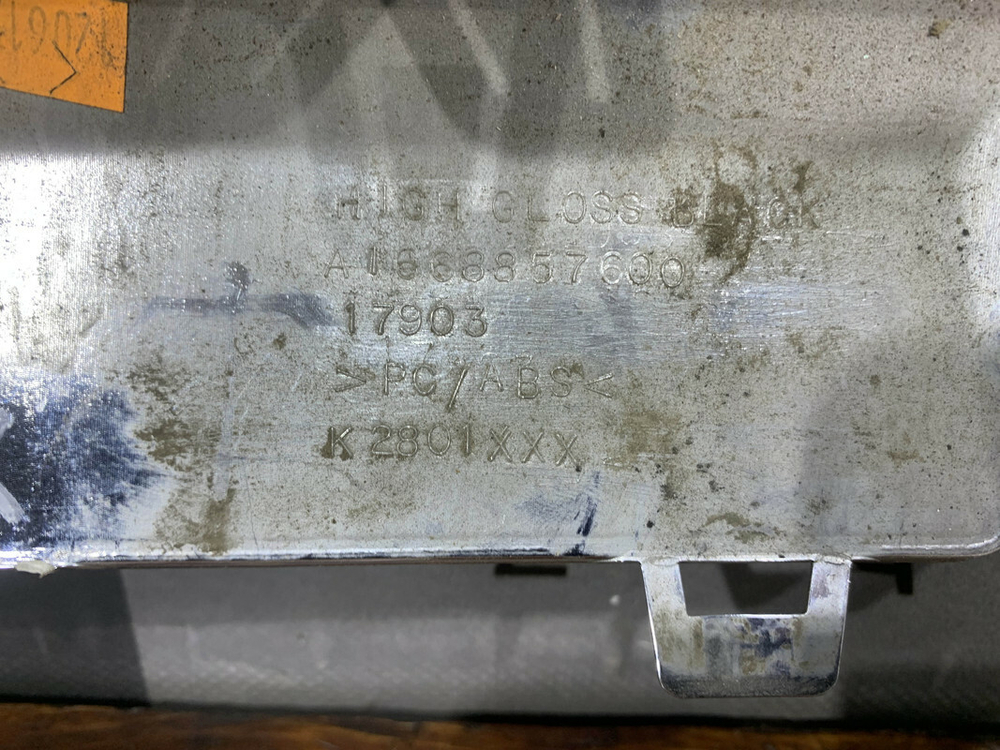 HIGH GLOSS BLACK
A1668857600
17903
>PC/ABS<
K2801XXX